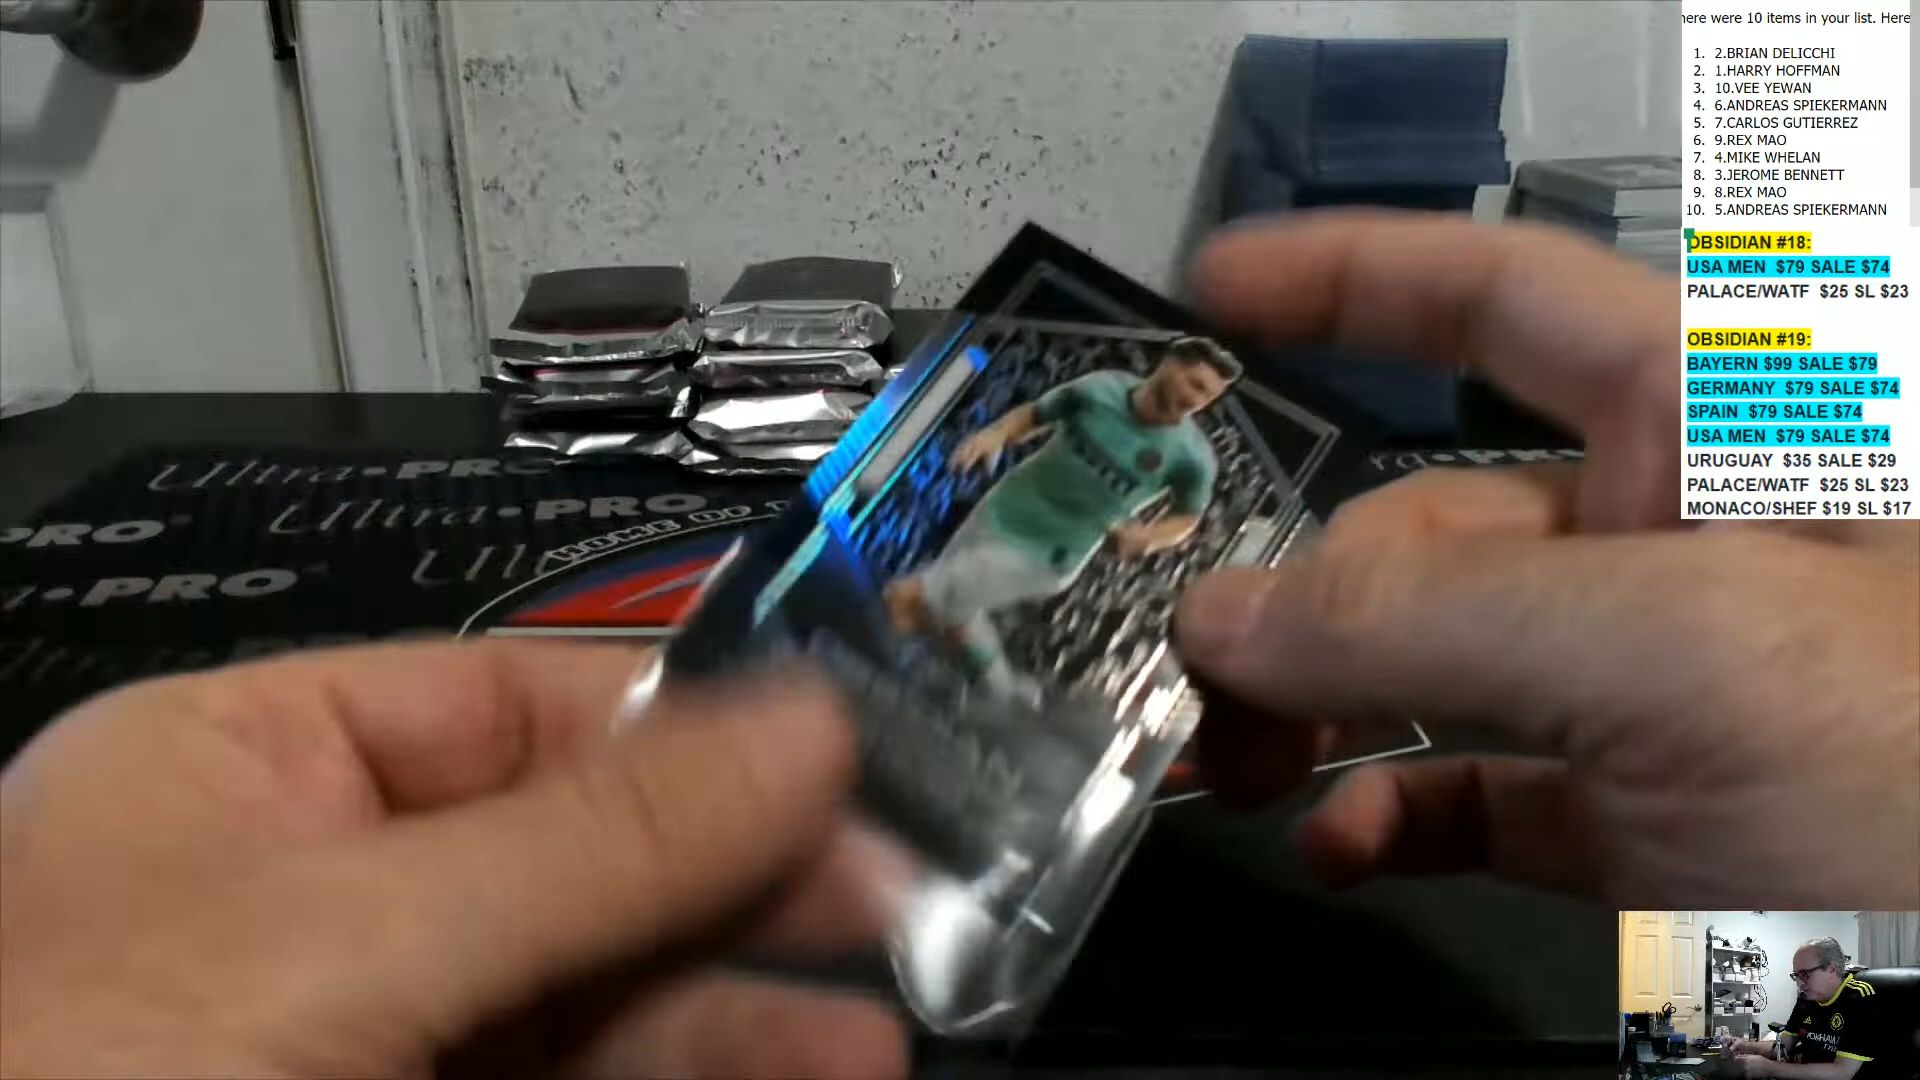 here were 10 items in your list. Here
1. 2.BRIAN DELICCHI
2. 1.HARRY HOFFMAN
3. 10.VEE YEWAN
4. 6.ANDREAS SPIEKERMANN
5. 7.CARLOS GUTIERREZ
6. 9.REX MAO
7. 4.MIKE WHELAN
8. 3.JEROME BENNETT
9. 8.REX MAO
10. 5.ANDREAS SPIEKERMANN
OBSIDIAN #18:
USA MEN $79 SALE $74
PALACE/WATF $25 SL $23
OBSIDIAN #19:
BAYERN $99 SALE $79
GERMANY $79 SALE $74
SPAIN $79 SALE $74
USA MEN $79 SALE $74
URUGUAY $35 SALE $29
PALACE/WATF $25 SL $23
MONACO/SHEF $19 SL $17
Ultra•PRO
Ultra•PRO
PRO
HOME OF
Ul
PRO